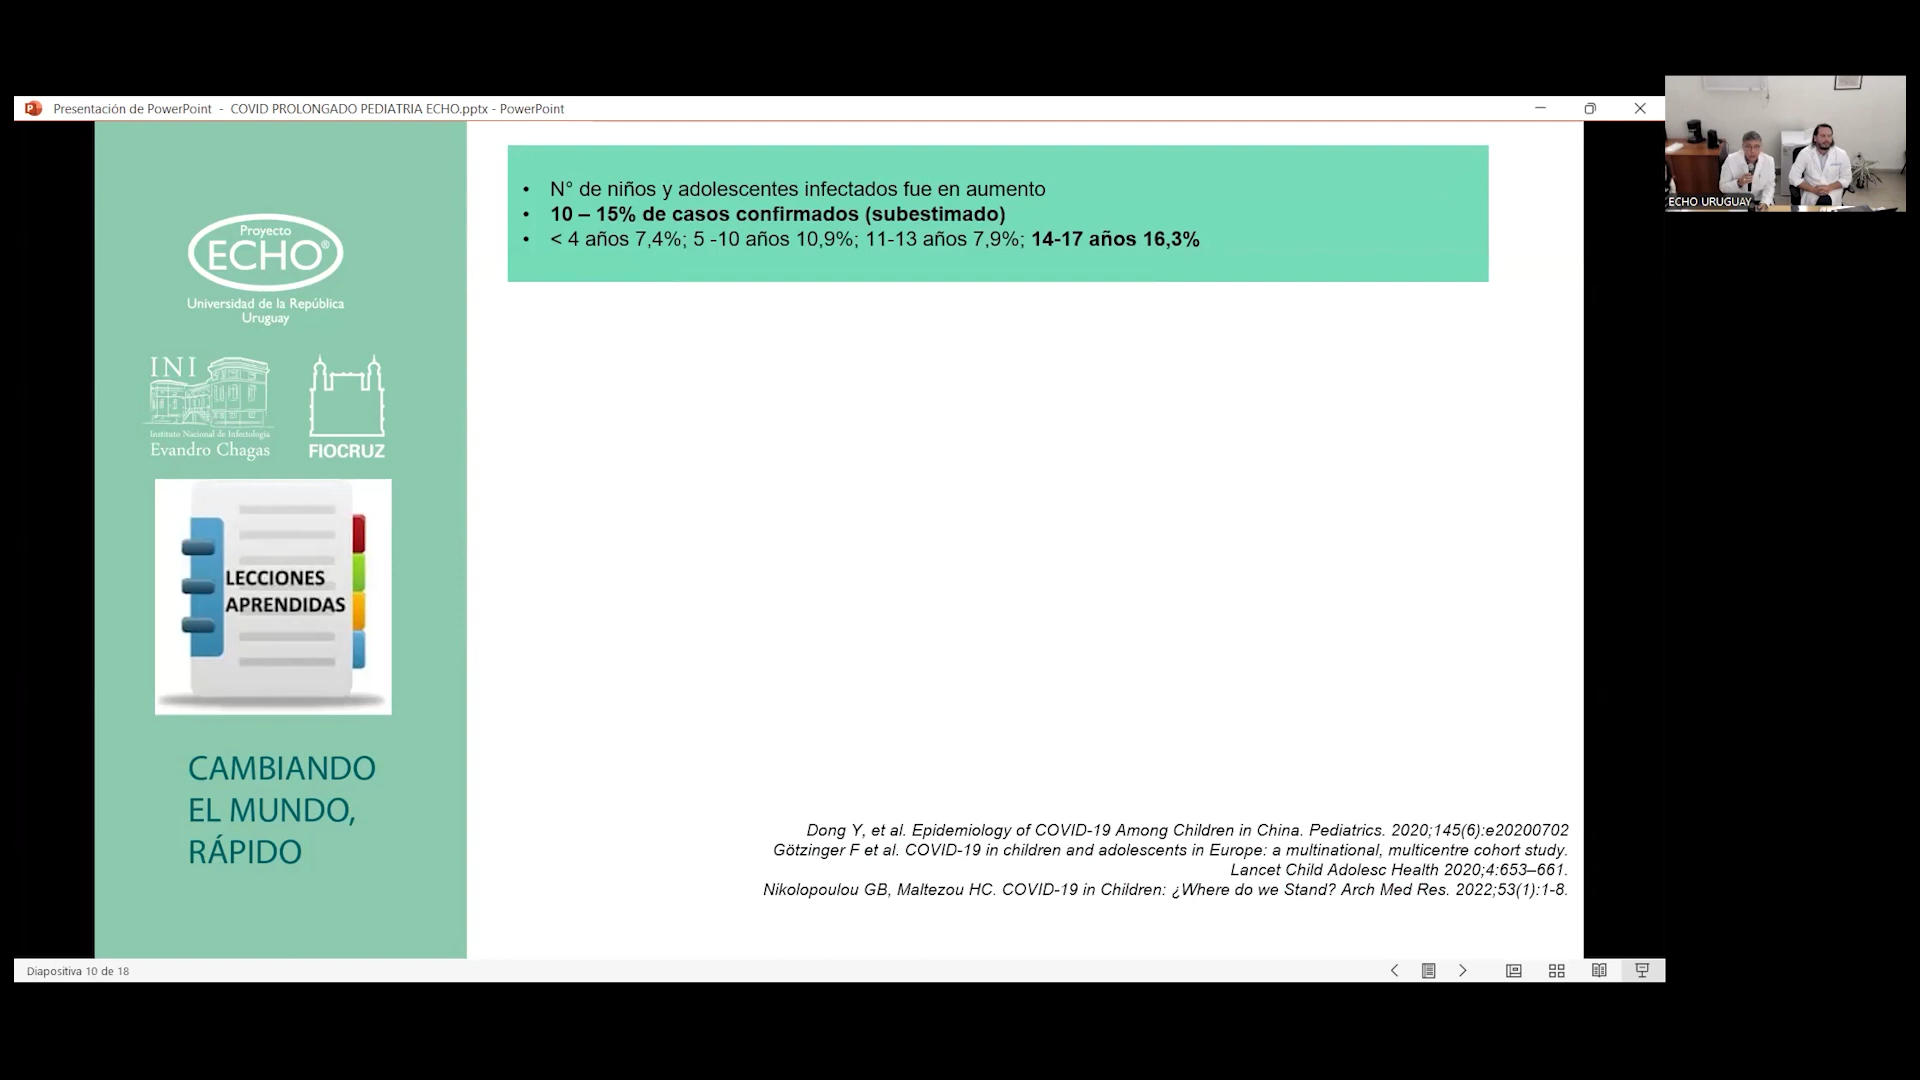 Presentación de PowerPoint - COVID PROLONGADO PEDIATRIA ECHO.pptx - PowerPoint
ECHO URUGUAY
Proyecto
ECHO®
Universidad de la República
Uruguay
INI
Instituto Nacional de Infectología
Evandro Chagas
FIOCRUZ
LECCIONES
APRENDIDAS
CAMBIANDO
EL MUNDO,
RÁPIDO
• N° de niños y adolescentes infectados fue en aumento
• 10 – 15% de casos confirmados (subestimado)
• < 4 años 7,4%; 5 -10 años 10,9%; 11-13 años 7,9%; 14-17 años 16,3%
Dong Y, et al. Epidemiology of COVID-19 Among Children in China. Pediatrics. 2020;145(6):e20200702
Götzinger F et al. COVID-19 in children and adolescents in Europe: a multinational, multicentre cohort study.
Lancet Child Adolesc Health 2020;4:653–661.
Nikolopoulou GB, Maltezou HC. COVID-19 in Children: ¿Where do we Stand? Arch Med Res. 2022;53(1):1-8.
Diapositiva 10 de 18